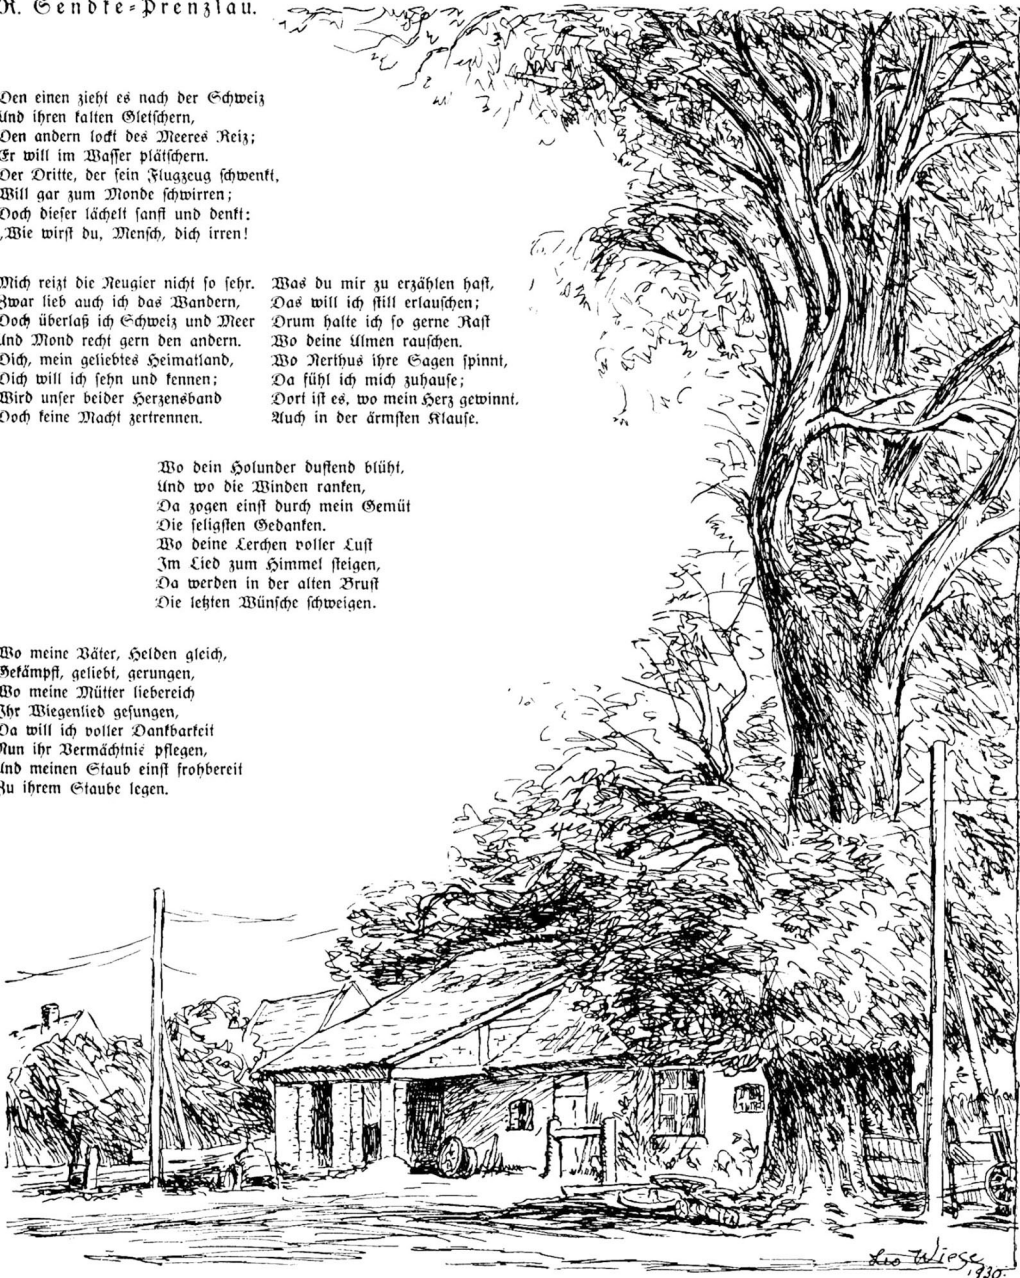 R. Gendke-Prenzlau.
Den einen zieht es nach der Schweiz
Und ihren kalten Gletschern,
Den andern lockt des Meeres Reiz;
Er will im Wasser plätschern.
Der Dritte, der sein Flugzeug schwenkt,
Will gar zum Monde schwirren;
Doch dieser lächelt sanft und denkt:
„Wie wirst du, Mensch, dich irren!
Mich reizt die Neugier nicht so sehr.
Zwar lieb auch ich das Wandern,
Doch überlaß ich Schweiz und Meer
Und Mond recht gern den andern.
Dich, mein geliebtes Heimatland,
Dich will ich sehn und kennen;
Wird unser beider Herzensband
Doch keine Macht zertrennen.
Was du mir zu erzählen hast,
Das will ich still erlauschen;
Drum halte ich so gerne Rast
Wo deine Ulmen rauschen.
Wo Nerthus ihre Sagen spinnt,
Da fühl ich mich zuhause;
Dort ist es, wo mein Herz gewinnt.
Auch in der ärmsten Klause.
Wo dein Holunder duftend blüht,
Und wo die Winden ranken,
Da zogen einst durch mein Gemüt
Die seligsten Gedanken.
Wo deine Lerchen voller Lust
Im Lied zum Himmel steigen,
Da werden in der alten Brust
Die letzten Wünsche schweigen.
Wo meine Väter, Helden gleich,
Gekämpft, geliebt, gerungen,
Wo meine Mütter liebereich
Ihr Wiegenlied gesungen,
Da will ich voller Dankbarkeit
Nun ihr Vermächtnis pflegen,
Und meinen Staub einst frohbereit
Zu ihrem Staube legen.
Leo Wiese
1930.